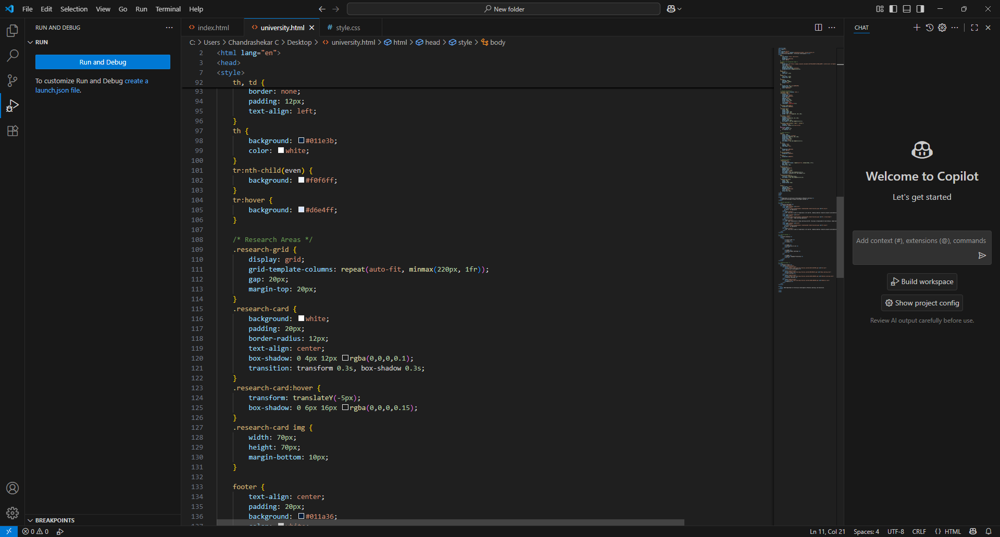 File Edit Selection View Go Run Terminal Help
New folder
RUN AND DEBUG
RUN
Run and Debug
To customize Run and Debug create a
launch.json file.
BREAKPOINTS
index.html
university.html
# style.css
C: > Users > Chandrashekar C > Desktop > <> university.html > html > head > style > body
2 <html lang="en">
3 <head>
7 <style>
92 th, td {
93 border: none;
94 padding: 12px;
95 text-align: left;
96 }
97 th {
98 background: #011e3b;
99 color: white;
100 }
101 tr:nth-child(even) {
102 background: #f0f6ff;
103 }
104 tr:hover {
105 background: #d6e4ff;
106 }
107
108 /* Research Areas */
109 .research-grid {
110 display: grid;
111 grid-template-columns: repeat(auto-fit, minmax(220px, 1fr));
112 gap: 20px;
113 margin-top: 20px;
114 }
115 .research-card {
116 background: white;
117 padding: 20px;
118 border-radius: 12px;
119 text-align: center;
120 box-shadow: 0 4px 12px rgba(0,0,0,0.1);
121 transition: transform 0.3s, box-shadow 0.3s;
122 }
123 .research-card:hover {
124 transform: translateY(-5px);
125 box-shadow: 0 6px 16px rgba(0,0,0,0.15);
126 }
127 .research-card img {
128 width: 70px;
129 height: 70px;
130 margin-bottom: 10px;
131 }
132
133 footer {
134 text-align: center;
135 padding: 20px;
136 background: #011a36;
CHAT
Welcome to Copilot
Let's get started
Add context (#), extensions (@), commands
Build workspace
Show project config
Review AI output carefully before use.
0 0
Ln 11, Col 21 Spaces: 4 UTF-8 CRLF {} HTML